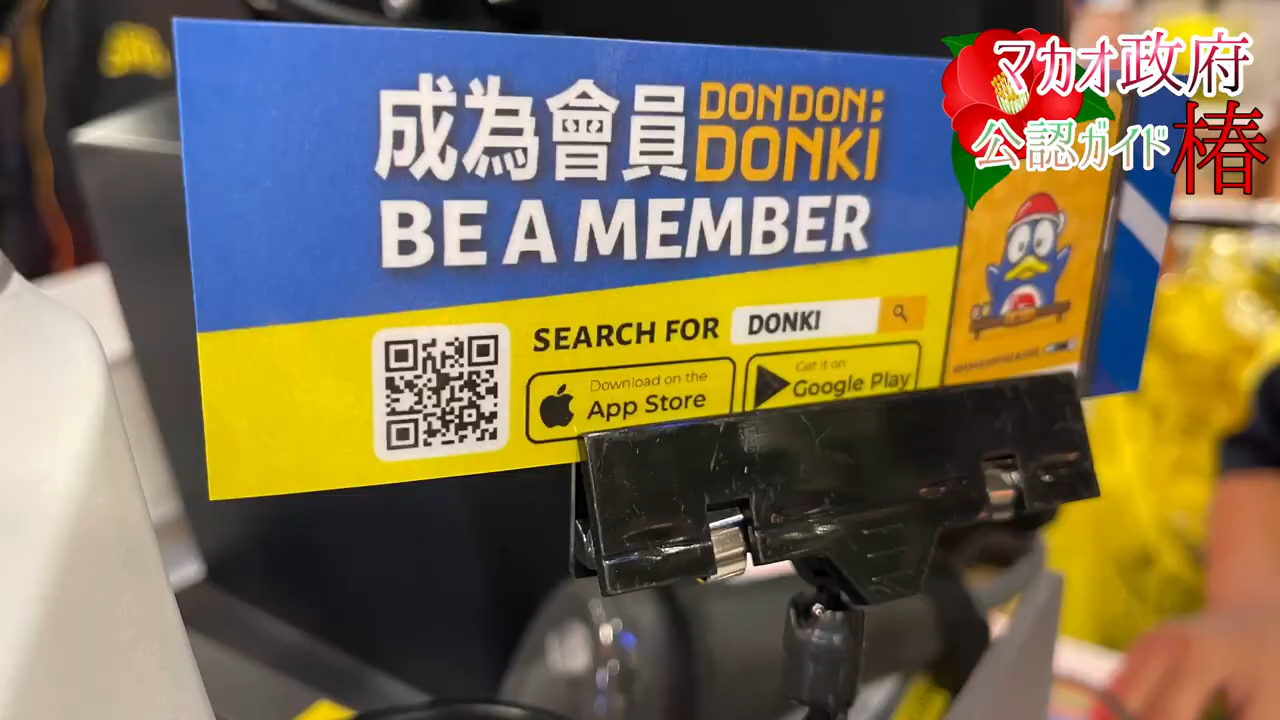 成為會員 DON DON DONKi
BE A MEMBER
SEARCH FOR DONKI
Download on the
App Store
Get it on
Google Play
マカオ政府
公認ガイド椿